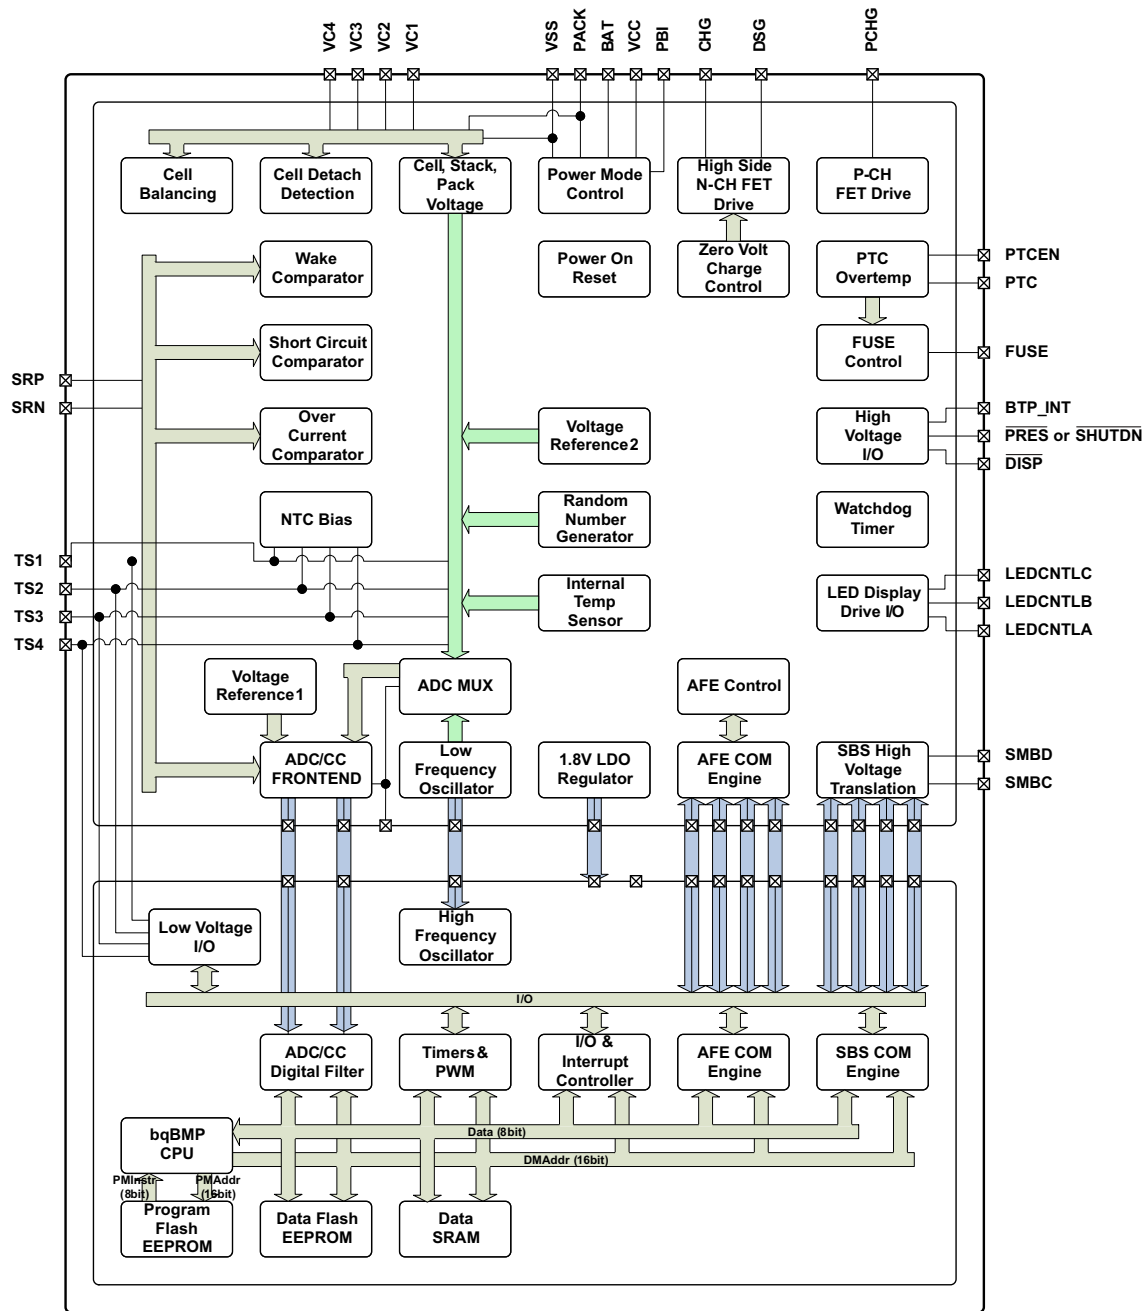 VC4
VC3
VC2
VC1
VSS
PACK
BAT
VCC
PBI
CHG
DSG
PCHG
Cell
Balancing
Cell Detach
Detection
Cell, Stack,
Pack
Voltage
Power Mode
Control
High Side
N-CH FET
Drive
P-CH
FET Drive
Wake
Comparator
Power On
Reset
Zero Volt
Charge
Control
PTC
Overtemp
PTCEN
PTC
Short Circuit
Comparator
FUSE
Control
FUSE
SRP
SRN
Over
Current
Comparator
Voltage
Reference2
High
Voltage
I/O
BTP_INT
PRES or SHUTDN
DISP
NTC Bias
Random
Number
Generator
Watchdog
Timer
TS1
TS2
TS3
TS4
Internal
Temp
Sensor
LED Display
Drive I/O
LEDCNTLC
LEDCNTLB
LEDCNTLA
Voltage
Reference1
ADC MUX
AFE Control
ADC/CC
FRONTEND
Low
Frequency
Oscillator
1.8V LDO
Regulator
AFE COM
Engine
SBS High
Voltage
Translation
SMBD
SMBC
Low Voltage
I/O
High
Frequency
Oscillator
I/O
ADC/CC
Digital Filter
Timers&
PWM
I/O &
Interrupt
Controller
AFE COM
Engine
SBS COM
Engine
bqBMP
CPU
Data (8bit)
DMAddr (16bit)
PMInstr
(8bit)
PMAddr
(16bit)
Program
Flash
EEPROM
Data Flash
EEPROM
Data
SRAM